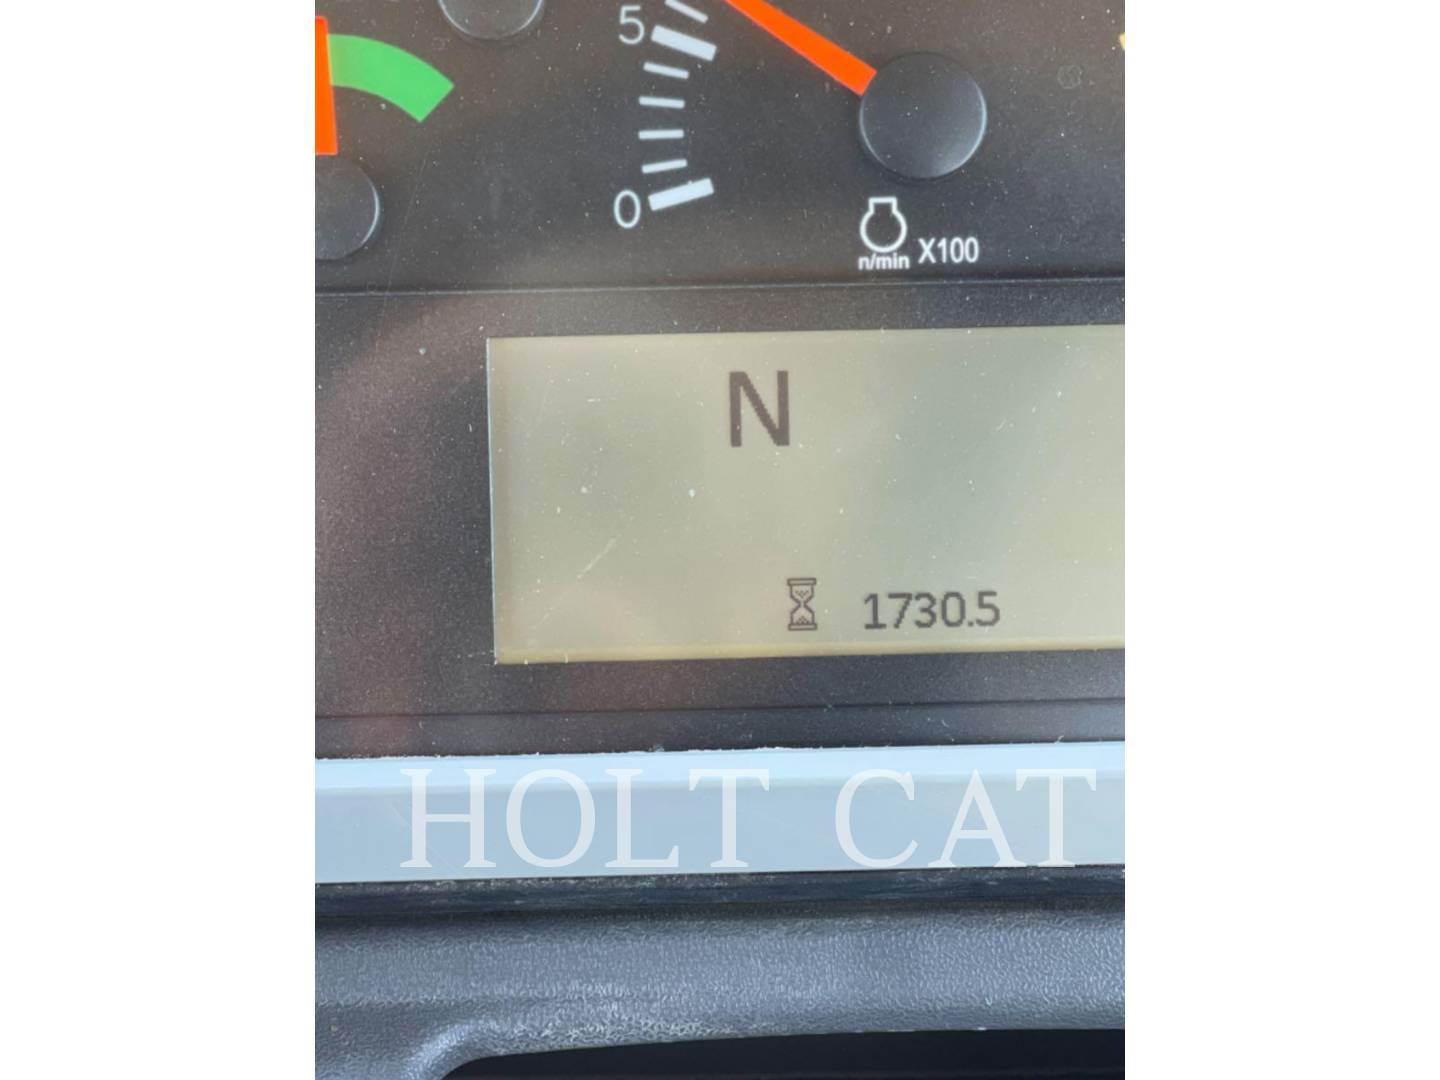 5
0
n/min X100
N
1730.5
HOLT CAT